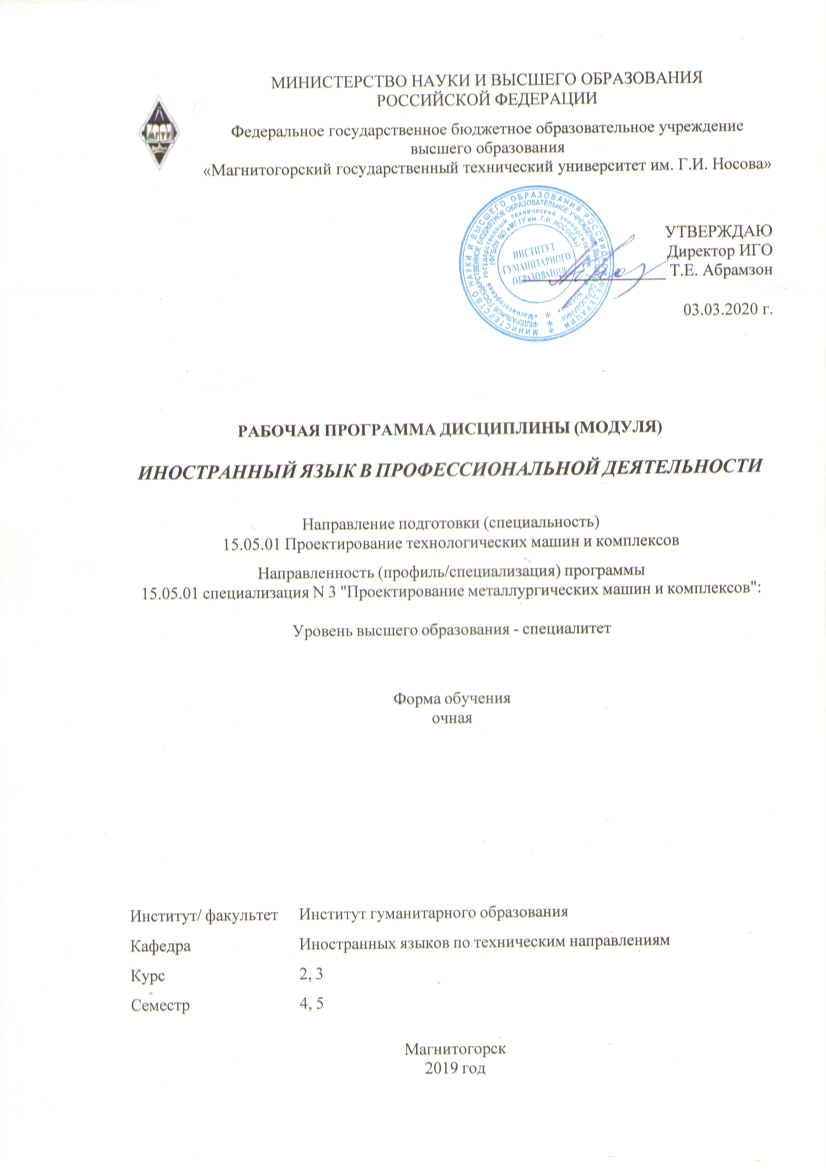 МИНИСТЕРСТВО НАУКИ И ВЫСШЕГО ОБРАЗОВАНИЯ
РОССИЙСКОЙ ФЕДЕРАЦИИ
Федеральное государственное бюджетное образовательное учреждение
высшего образования
«Магнитогорский государственный технический университет им. Г.И. Носова»
ИНСТИТУТ
ГУМАНИТАРНОГО
ОБРАЗОВАНИЯ
УТВЕРЖДАЮ
Директор ИГО
Т.Е. Абрамзон
03.03.2020 г.
РАБОЧАЯ ПРОГРАММА ДИСЦИПЛИНЫ (МОДУЛЯ)
ИНОСТРАННЫЙ ЯЗЫК В ПРОФЕССИОНАЛЬНОЙ ДЕЯТЕЛЬНОСТИ
Направление подготовки (специальность)
15.05.01 Проектирование технологических машин и комплексов
Направленность (профиль/специализация) программы
15.05.01 специализация N 3 "Проектирование металлургических машин и комплексов":
Уровень высшего образования - специалитет
Форма обучения
очная
Институт/ факультет Институт гуманитарного образования
Кафедра Иностранных языков по техническим направлениям
Курс 2, 3
Семестр 4, 5
Магнитогорск
2019 год